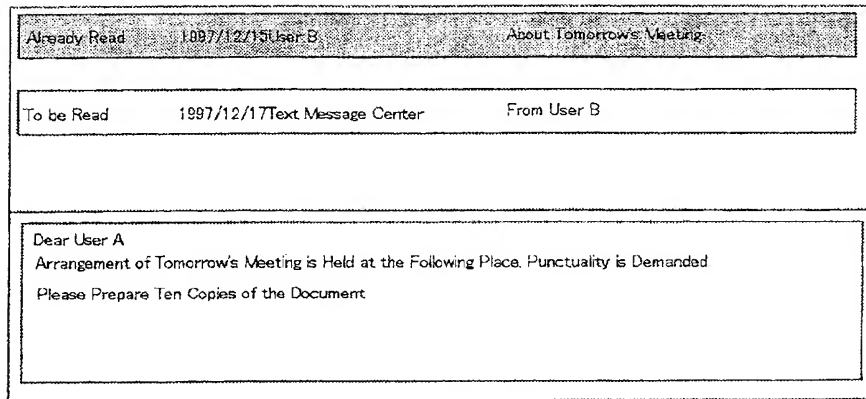 Already Read 1997/12/15User B About Tomorrow's Meeting
To be Read 1997/12/17Text Message Center From User B
Dear User A
Arrangement of Tomorrow's Meeting is Held at the Following Place. Punctuality is Demanded
Please Prepare Ten Copies of the Document